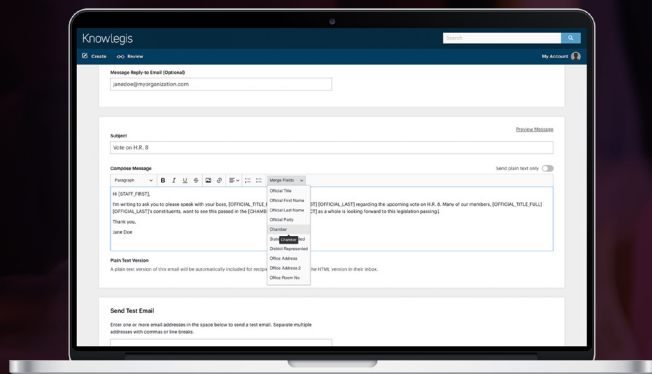 Knowlegis
Search
Create
Review
My Account
Message Reply-to Email (Optional)
janedoe@myorganization.com
Preview Message
Subject
Vote on H.R. 8
Compose Message
Send plain text only
Paragraph
B I U S
Merge Fields
Hi [STAFF_FIRST],
I'm writing to ask you to please speak with your boss, [OFFICIAL_TITLE_F
] [OFFICIAL_LAST] regarding the upcoming vote on H.R. 8. Many of our members, [OFFICIAL_TITLE_FULL]
[OFFICIAL_LAST]'s constituents, want to see this passed in the [CHAMB
CT] as a whole is looking forward to this legislation passing].
Thank you,
Jane Doe
Official Title
Official First Name
Official Last Name
Official Party
Chamber
State
Chamber
ed
District Represented
Office Address
Office Address 2
Office Room No
Plain Text Version
A plain text version of this email will be automatically included for recipie
the HTML version in their inbox.
Send Test Email
Enter one or more email addresses in the space below to send a test email. Separate multiple
addresses with commas or line breaks.